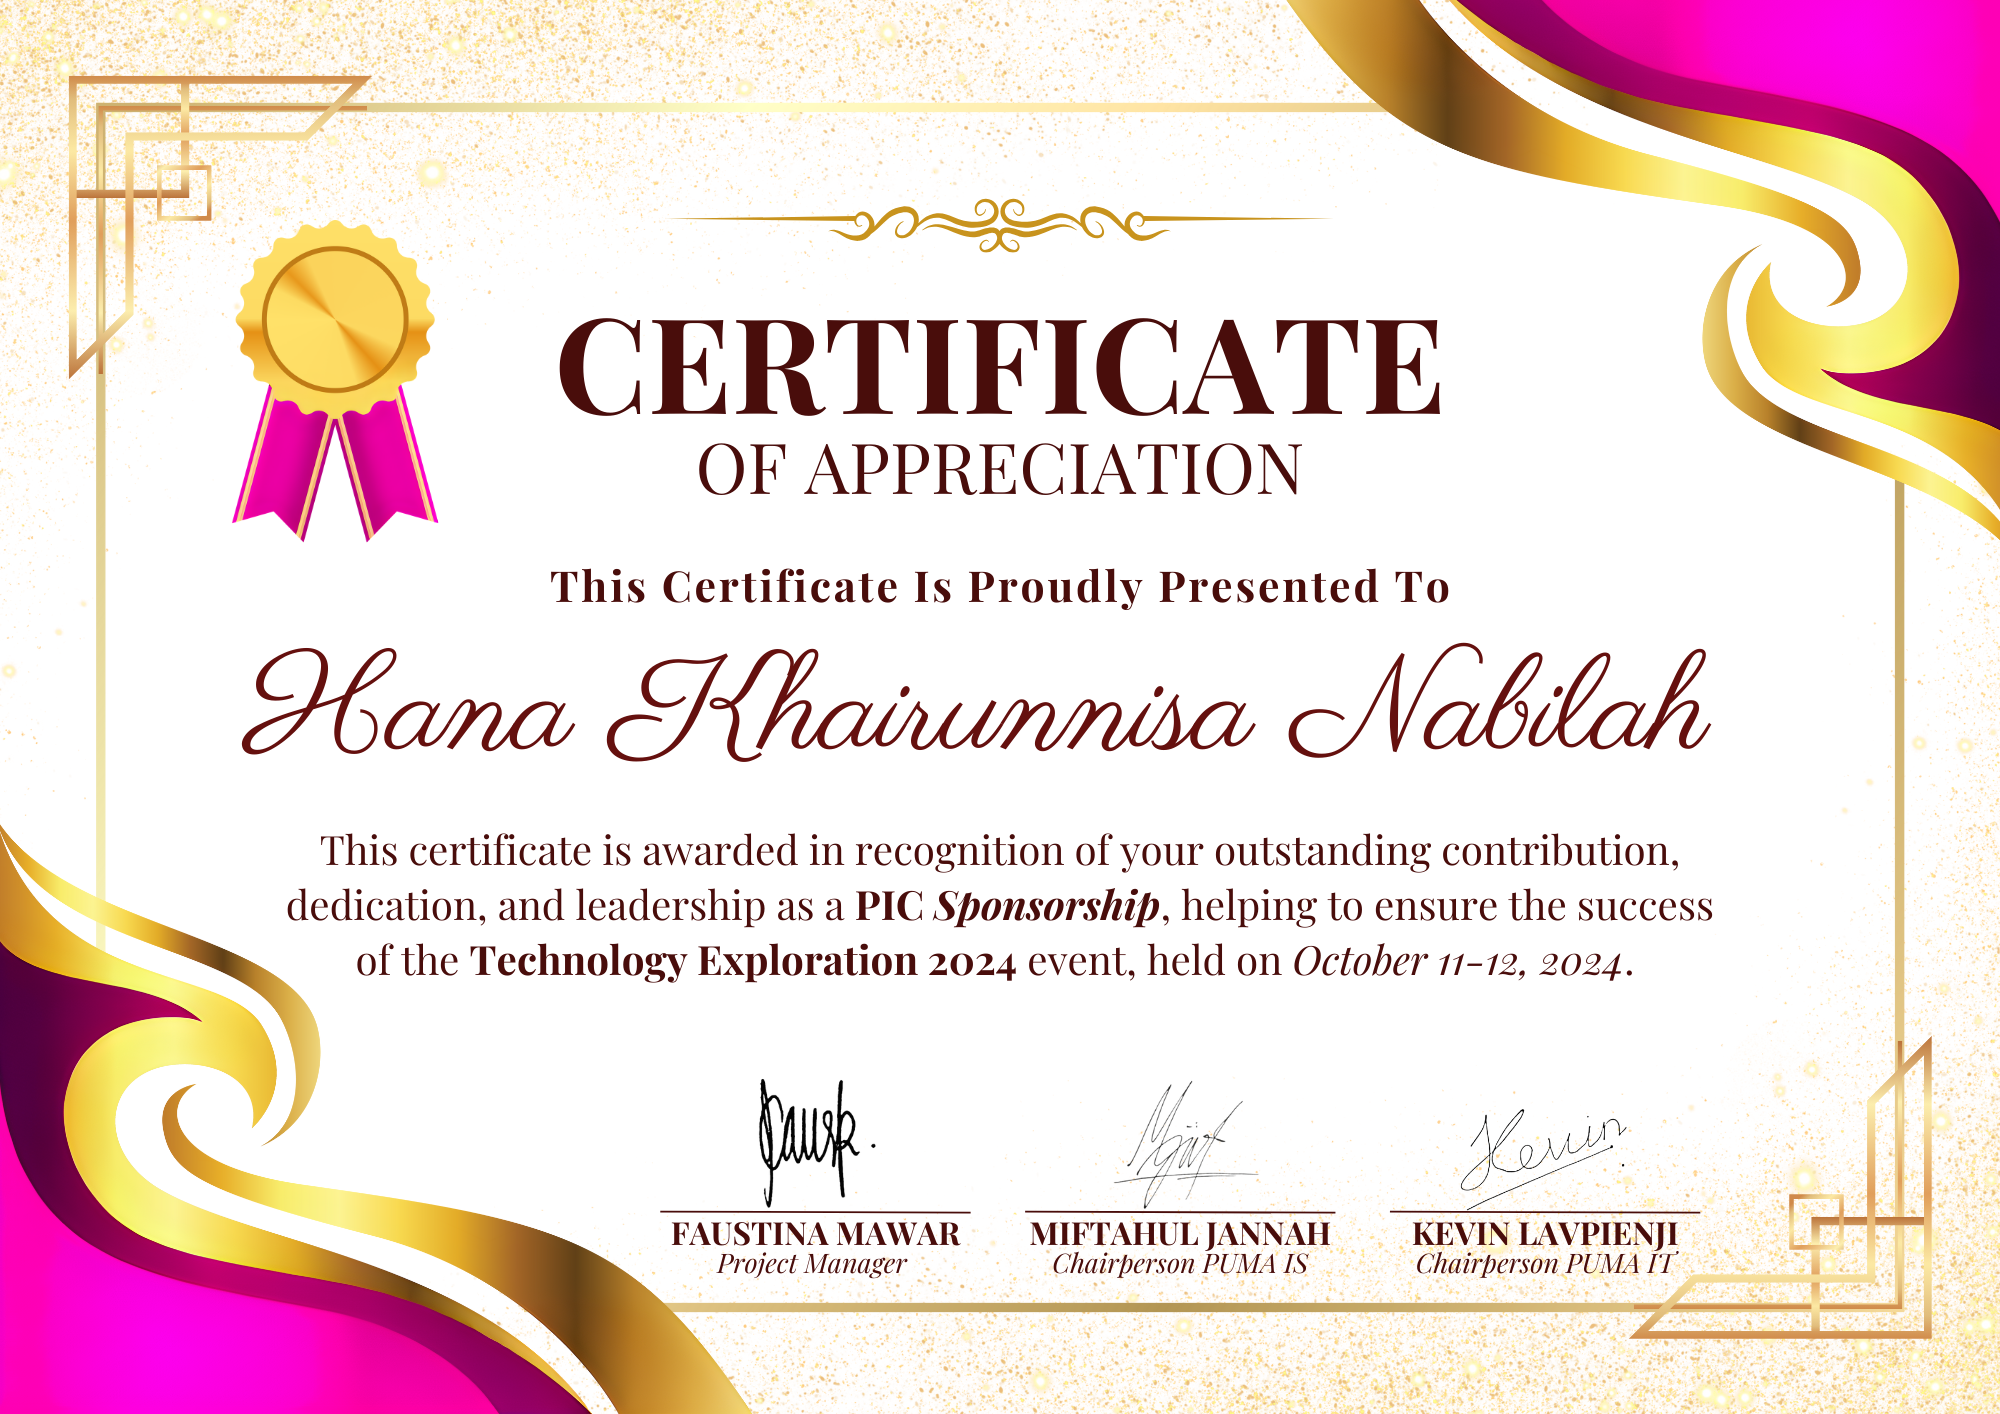 CERTIFICATE
OF APPRECIATION
This Certificate Is Proudly Presented To
Hana Khairunnisa Nabilah
This certificate is awarded in recognition of your outstanding contribution,
dedication, and leadership as a PIC Sponsorship, helping to ensure the success
of the Technology Exploration 2024 event, held on October 11-12, 2024.
Kevin
FAUSTINA MAWAR
Project Manager
MIFTAHUL JANNAH
Chairperson PUMA IS
KEVIN LAVPIENJI
Chairperson PUMA IT